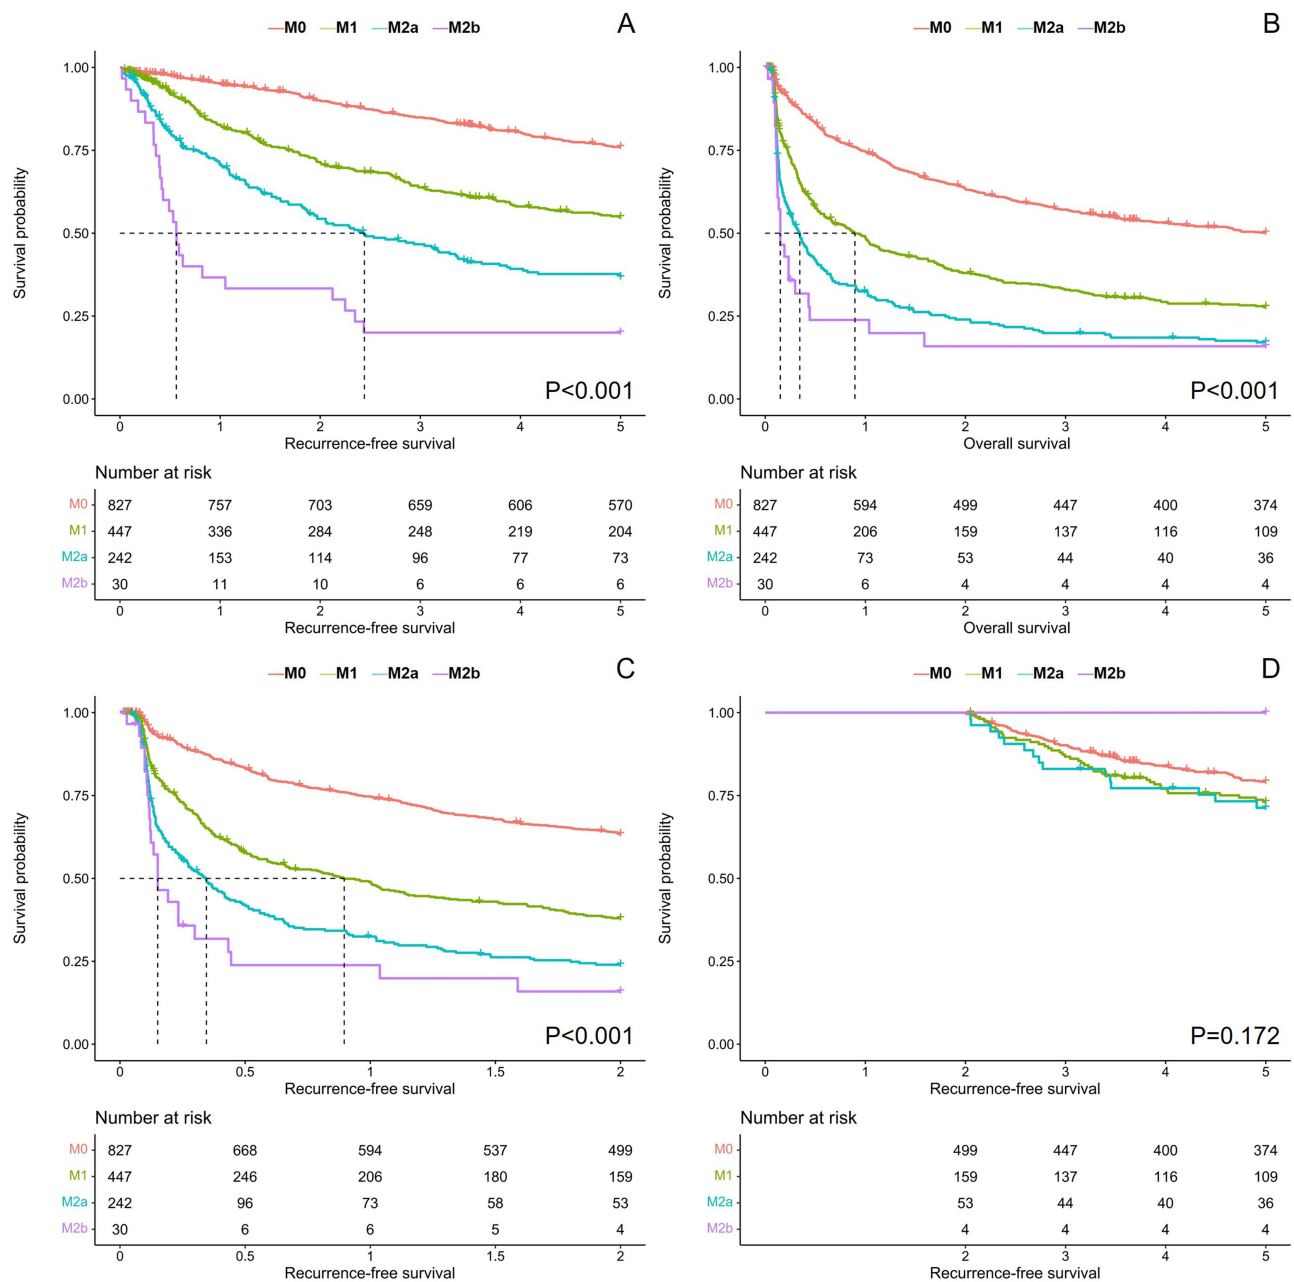 M0 M1 M2a M2b A
1.00
0.75
0.50
0.25
0.00
Survival probability
P<0.001
0 1 2 3 4 5
Recurrence-free survival
Number at risk
M0 827 757 703 659 606 570
M1 447 336 284 248 219 204
M2a 242 153 114 96 77 73
M2b 30 11 10 6 6 6
0 1 2 3 4 5
Recurrence-free survival
M0 M1 M2a M2b B
1.00
0.75
0.50
0.25
0.00
Survival probability
P<0.001
0 1 2 3 4 5
Overall survival
Number at risk
M0 827 594 499 447 400 374
M1 447 206 159 137 116 109
M2a 242 73 53 44 40 36
M2b 30 6 4 4 4 4
0 1 2 3 4 5
Overall survival
M0 M1 M2a M2b C
1.00
0.75
0.50
0.25
0.00
Survival probability
P<0.001
0 0.5 1 1.5 2
Recurrence-free survival
Number at risk
M0 827 668 594 537 499
M1 447 246 206 180 159
M2a 242 96 73 58 53
M2b 30 6 6 5 4
0 0.5 1 1.5 2
Recurrence-free survival
M0 M1 M2a M2b D
1.00
0.75
0.50
0.25
0.00
Survival probability
P=0.172
0 1 2 3 4 5
Recurrence-free survival
Number at risk
M0 499 447 400 374
M1 159 137 116 109
M2a 53 44 40 36
M2b 4 4 4 4
2 3 4 5
Recurrence-free survival